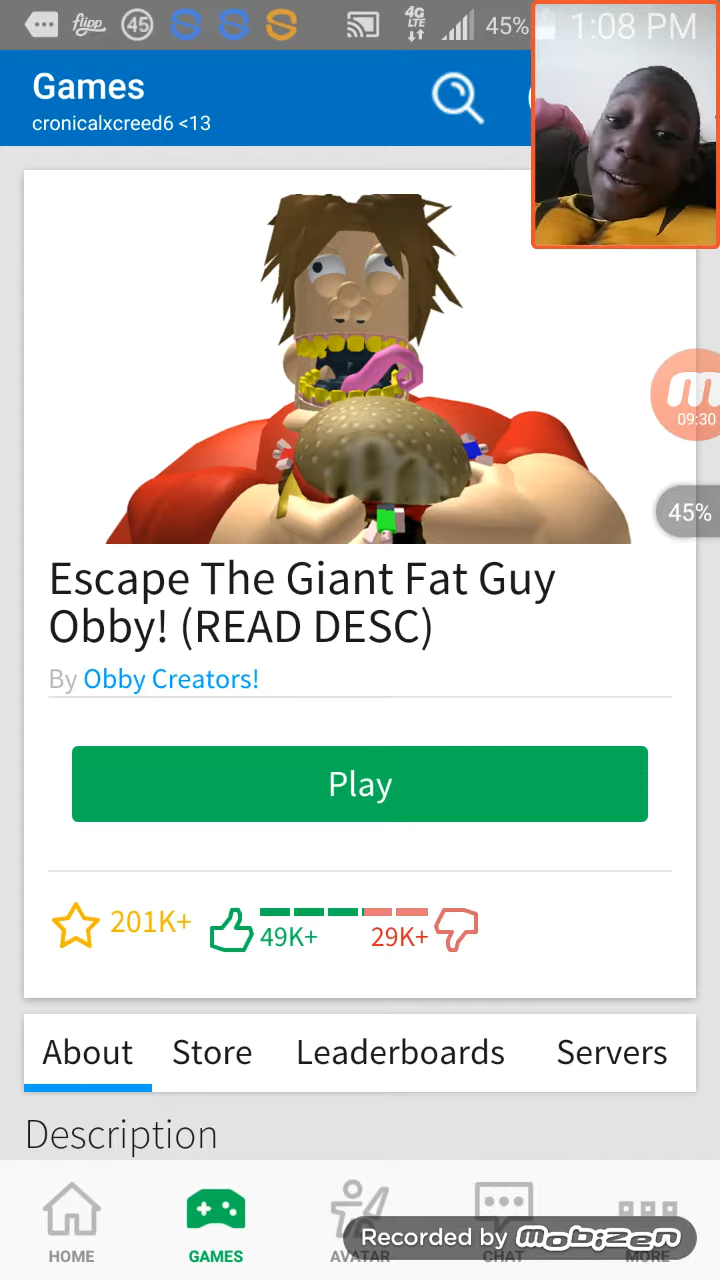 flipp
45
4G
LTE
45%
1:08 PM
Games
cronicalxcreed6 <13
09:30
45%
Escape The Giant Fat Guy
Obby! (READ DESC)
By Obby Creators!
Play
201K+
49K+
29K+
About
Store
Leaderboards
Servers
Description
HOME
GAMES
AVATAR
CHAT
MORE
Recorded by mobizen